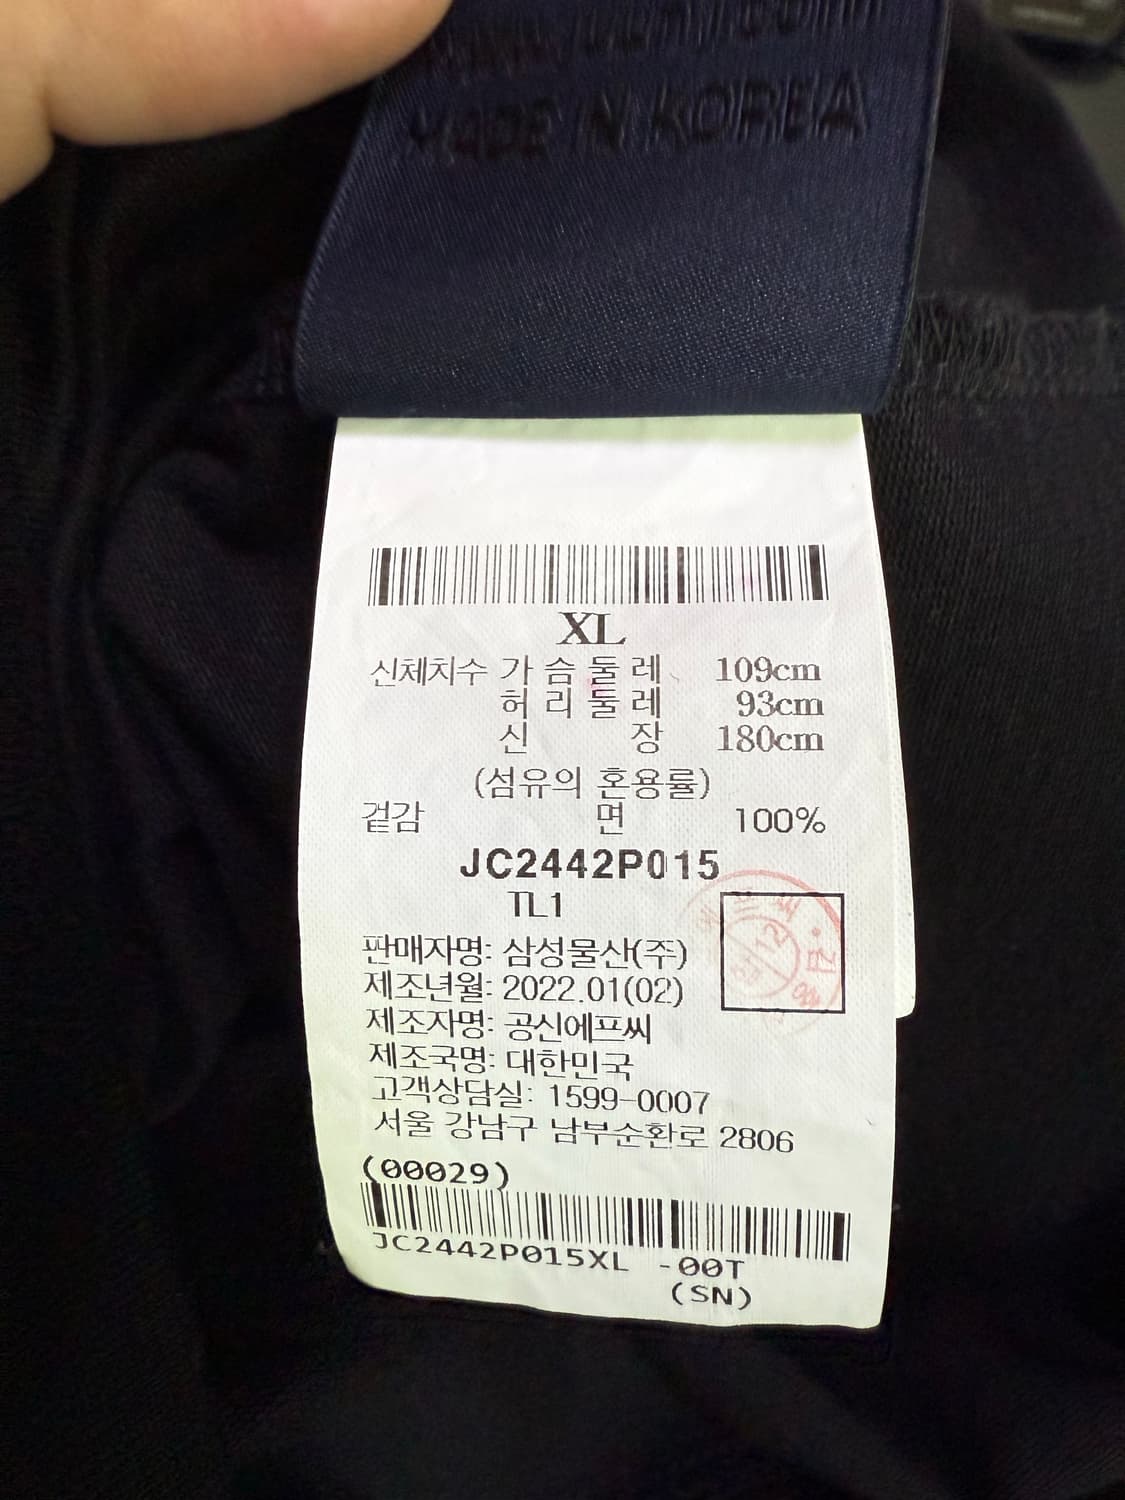 MADE IN KOREA
XL
신체치수 가 슴 둘 레 109cm
허 리 둘 레 93cm
신 장 180cm
(섬유의 혼용률)
겉감 면 100%
JC2442P015
TL1
판매자명: 삼성물산(주)
제조년월: 2022.01(02)
제조자명: 공신에프씨
제조국명: 대한민국
고객상담실: 1599-0007
서울 강남구 남부순환로 2806
(00029)
JC2442P015XL -00T
(SN)